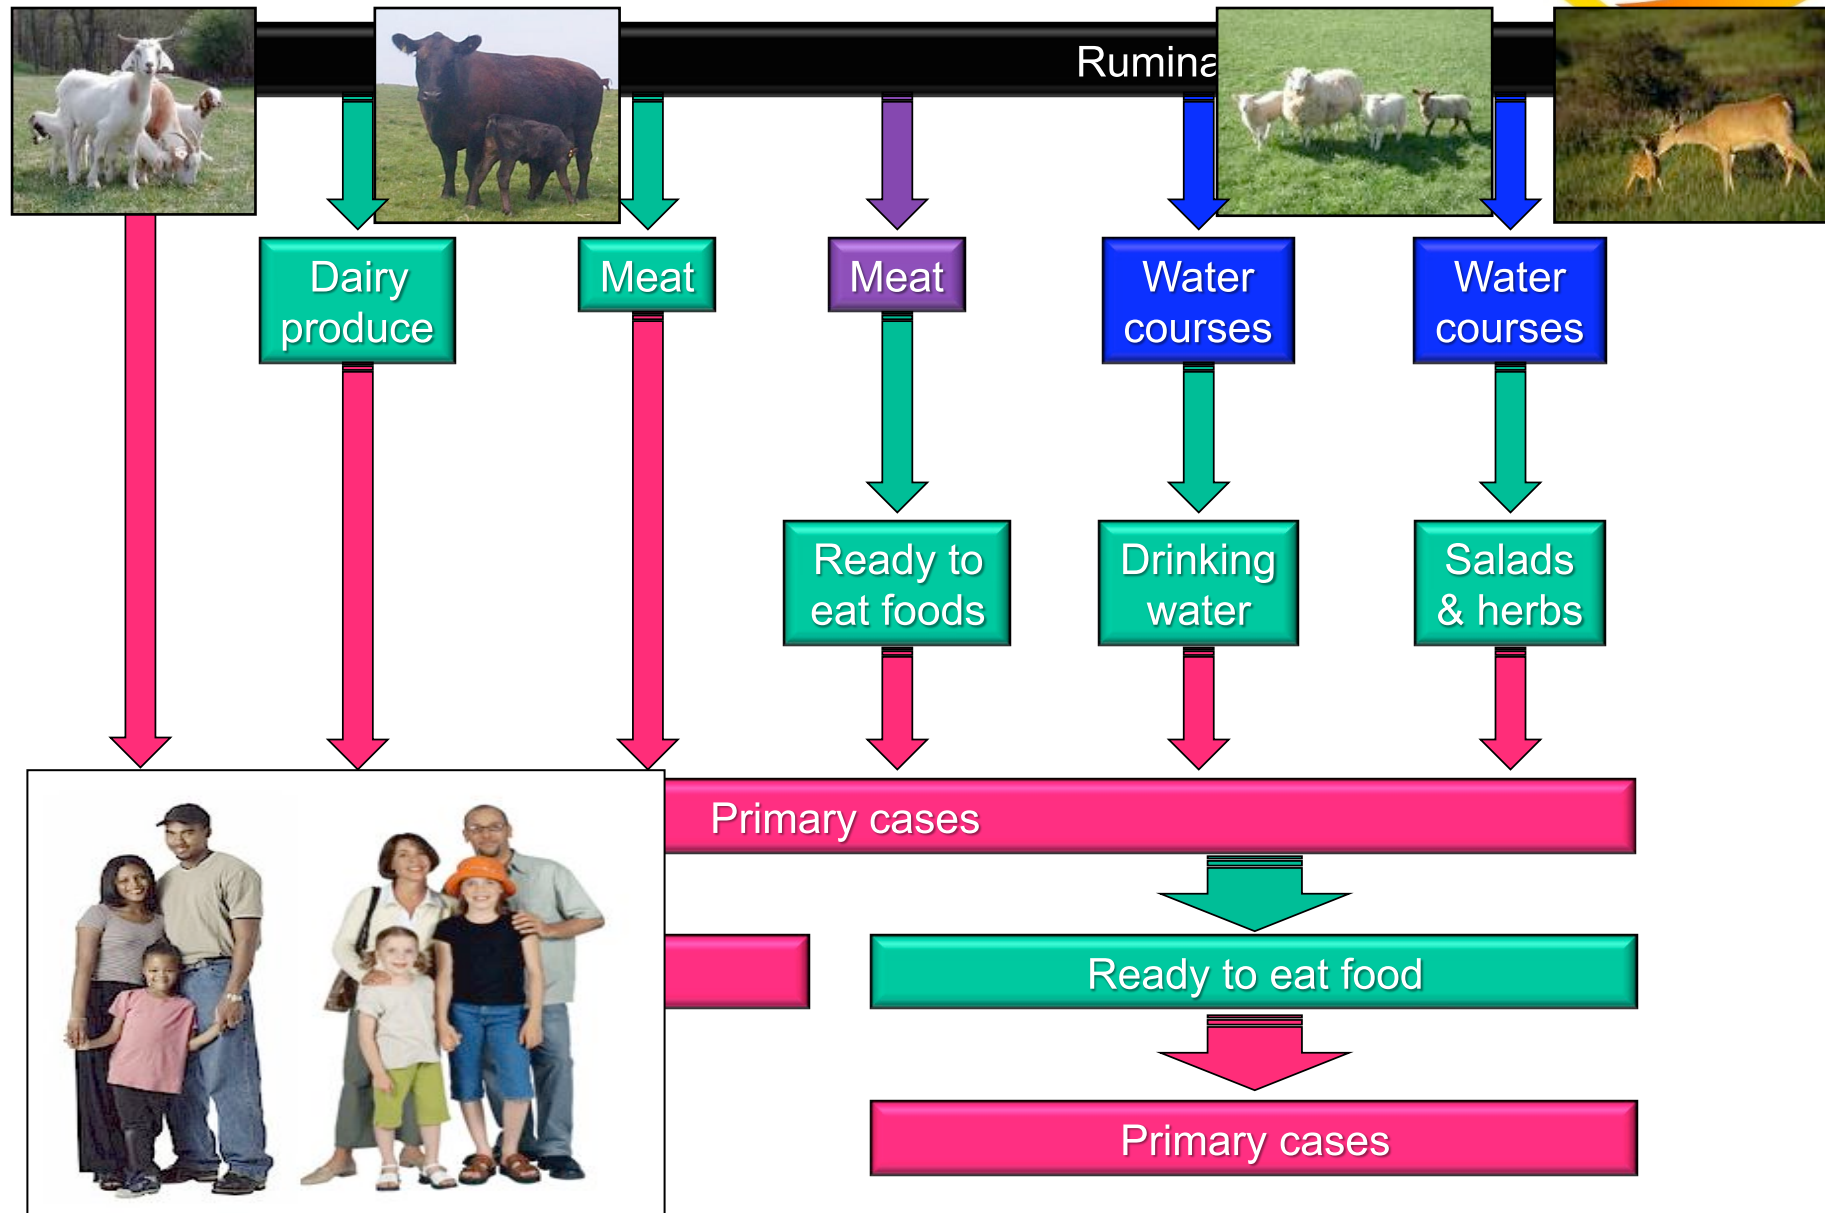 Rumina
Dairy
produce
Meat
Meat
Water
courses
Water
courses
Ready to
eat foods
Drinking
water
Salads
& herbs
Primary cases
Ready to eat food
Primary cases